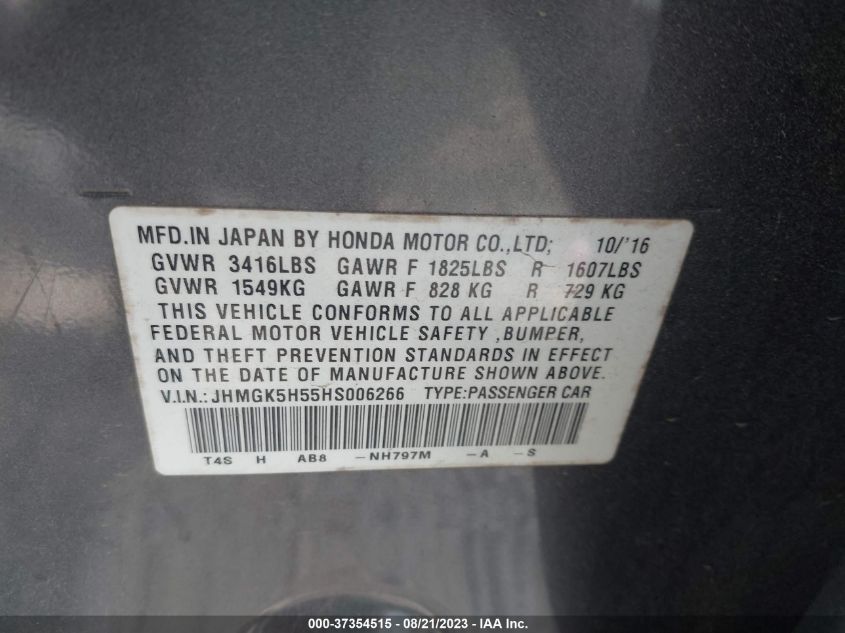 MFD.IN JAPAN BY HONDA MOTOR CO.,LTD; 10/'16
GVWR 3416LBS GAWR F 1825LBS R 1607LBS
GVWR 1549KG GAWR F 828 KG R 729 KG
THIS VEHICLE CONFORMS TO ALL APPLICABLE
FEDERAL MOTOR VEHICLE SAFETY ,BUMPER,
AND THEFT PREVENTION STANDARDS IN EFFECT
ON THE DATE OF MANUFACTURE SHOWN ABOVE.
V.I.N.: JHMGK5H55HS006266 TYPE:PASSENGER CAR
T4S H AB8 -NH797M -A -S
000-37354515 - 08/21/2023 - IAA Inc.